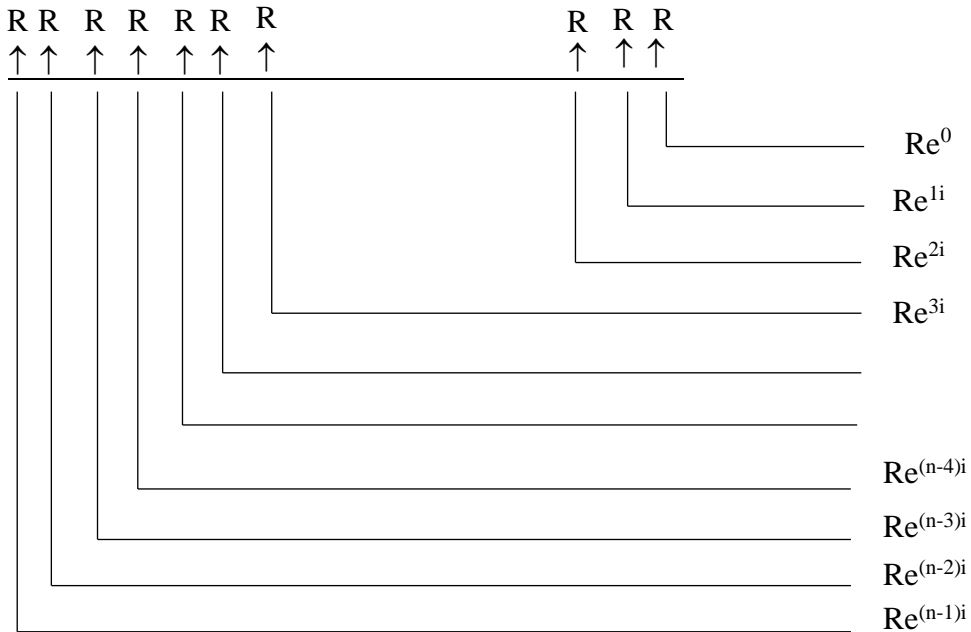 R R R R R R R R R R
Re⁰
Re¹ⁱ
Re²ⁱ
Re³ⁱ
Re⁽ⁿ⁻⁴⁾ⁱ
Re⁽ⁿ⁻³⁾ⁱ
Re⁽ⁿ⁻²⁾ⁱ
Re⁽ⁿ⁻¹⁾ⁱ